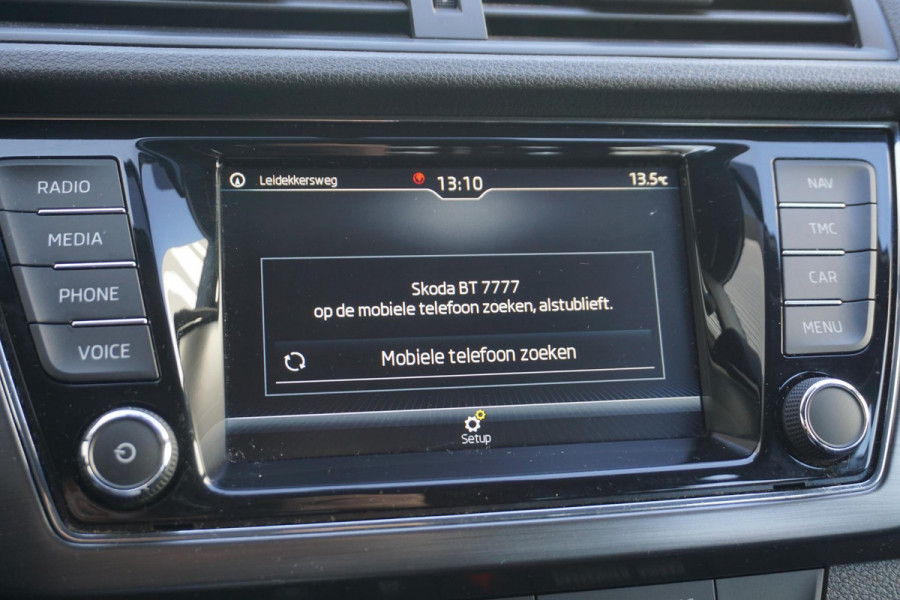 RADIO
MEDIA
PHONE
VOICE
Leidekkersweg
13:10
13.5°C
Skoda BT 7777
op de mobiele telefoon zoeken, alstublieft.
Mobiele telefoon zoeken
Setup
NAV
TMC
CAR
MENU